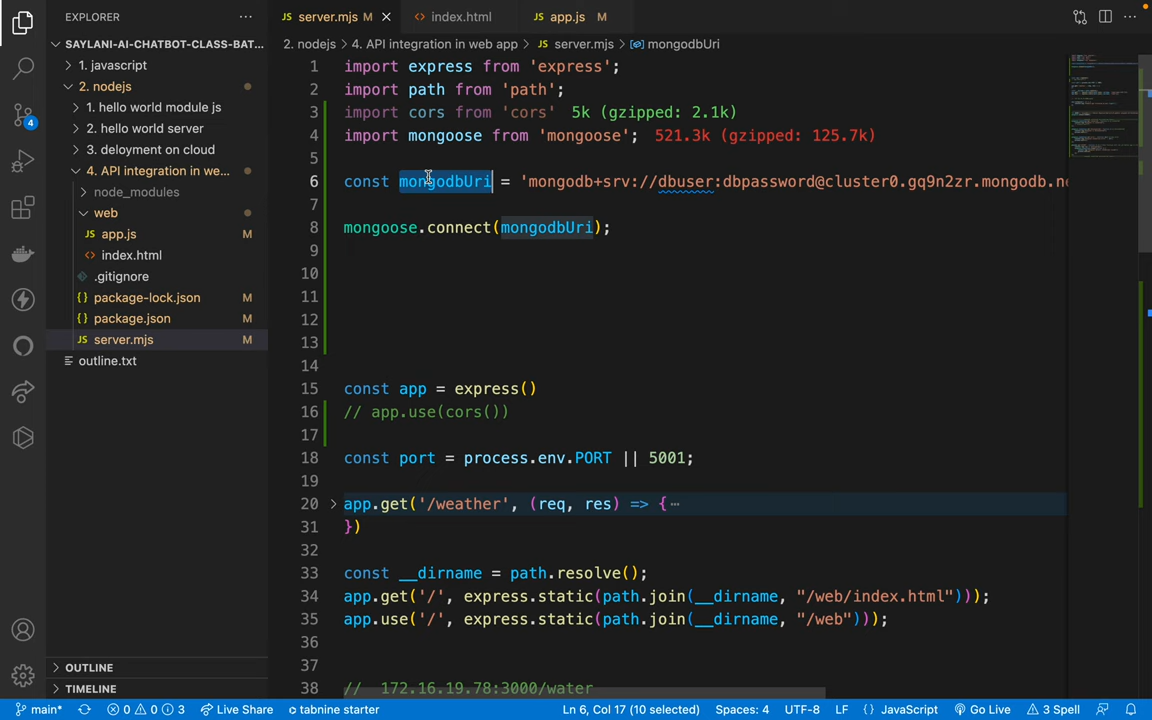 EXPLORER
SAYLANI-AI-CHATBOT-CLASS-BAT...
1. javascript
2. nodejs
1. hello world module js
2. hello world server
3. deloyment on cloud
4. API integration in we...
node_modules
web
JS app.js M
<> index.html
.gitignore
{} package-lock.json M
{} package.json M
JS server.mjs M
outline.txt
OUTLINE
TIMELINE
4
JS server.mjs M <> index.html JS app.js M
2. nodejs > 4. API integration in web app > JS server.mjs > mongodbUri
1 import express from 'express';
2 import path from 'path';
3 import cors from 'cors' 5k (gzipped: 2.1k)
4 import mongoose from 'mongoose'; 521.3k (gzipped: 125.7k)
5
6 const mongodbUri = 'mongodb+srv://dbuser:dbpassword@cluster0.gq9n2zr.mongodb.ne
7
8 mongoose.connect(mongodbUri);
9
10
11
12
13
14
15 const app = express()
16 // app.use(cors())
17
18 const port = process.env.PORT || 5001;
19
20 app.get('/weather', (req, res) => {⋯
31 })
32
33 const __dirname = path.resolve();
34 app.get('/', express.static(path.join(__dirname, "/web/index.html")));
35 app.use('/', express.static(path.join(__dirname, "/web")));
36
37
38 // 172.16.19.78:3000/water
main* 0 0 3 Live Share tabnine starter Ln 6, Col 17 (10 selected) Spaces: 4 UTF-8 LF {} JavaScript Go Live 3 Spell